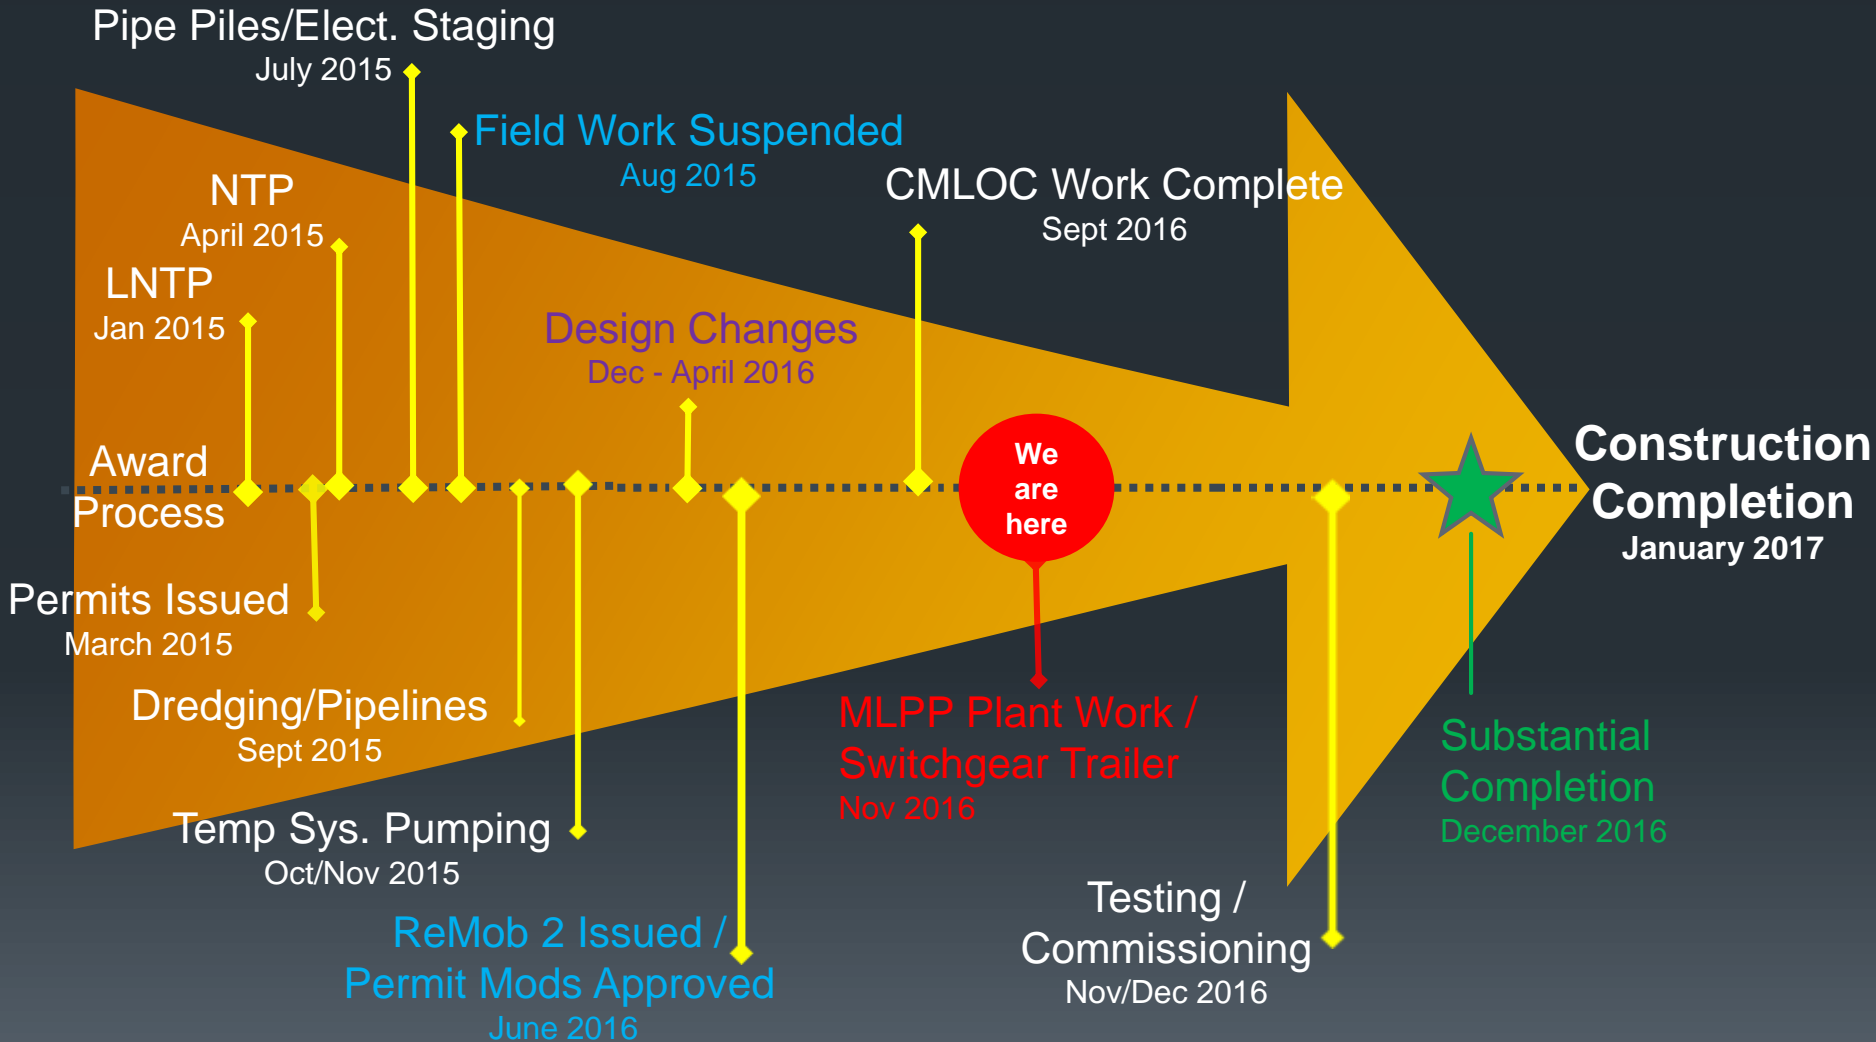 Pipe Piles/Elect. Staging
July 2015
Field Work Suspended
Aug 2015
NTP
April 2015
CMLOC Work Complete
Sept 2016
LNTP
Jan 2015
Design Changes
Dec - April 2016
Award
Process
We
are
here
Construction
Completion
January 2017
Permits Issued
March 2015
Dredging/Pipelines
Sept 2015
MLPP Plant Work /
Switchgear Trailer
Nov 2016
Substantial
Completion
December 2016
Temp Sys. Pumping
Oct/Nov 2015
Testing /
Commissioning
Nov/Dec 2016
ReMob 2 Issued /
Permit Mods Approved
June 2016